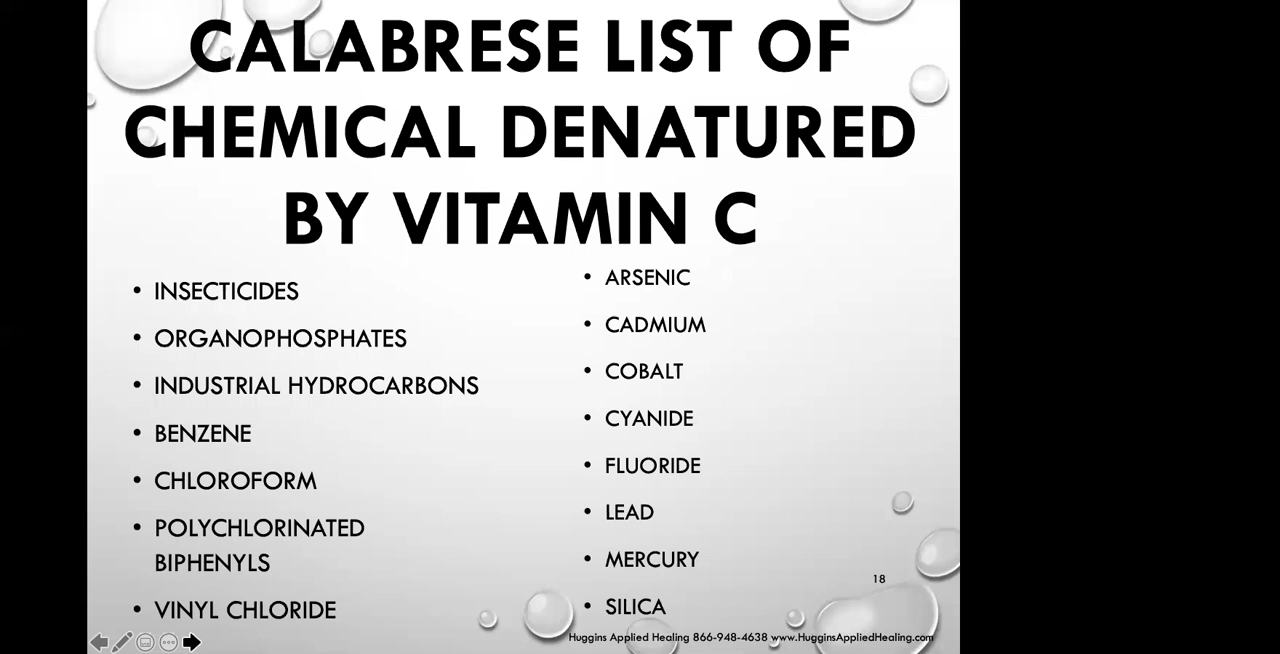 CALABRESE LIST OF
CHEMICAL DENATURED
BY VITAMIN C
• INSECTICIDES
• ORGANOPHOSPHATES
• INDUSTRIAL HYDROCARBONS
• BENZENE
• CHLOROFORM
• POLYCHLORINATED
BIPHENYLS
• VINYL CHLORIDE
• ARSENIC
• CADMIUM
• COBALT
• CYANIDE
• FLUORIDE
• LEAD
• MERCURY
• SILICA
18
Huggins Applied Healing 866-948-4638 www.HugginsAppliedHealing.com